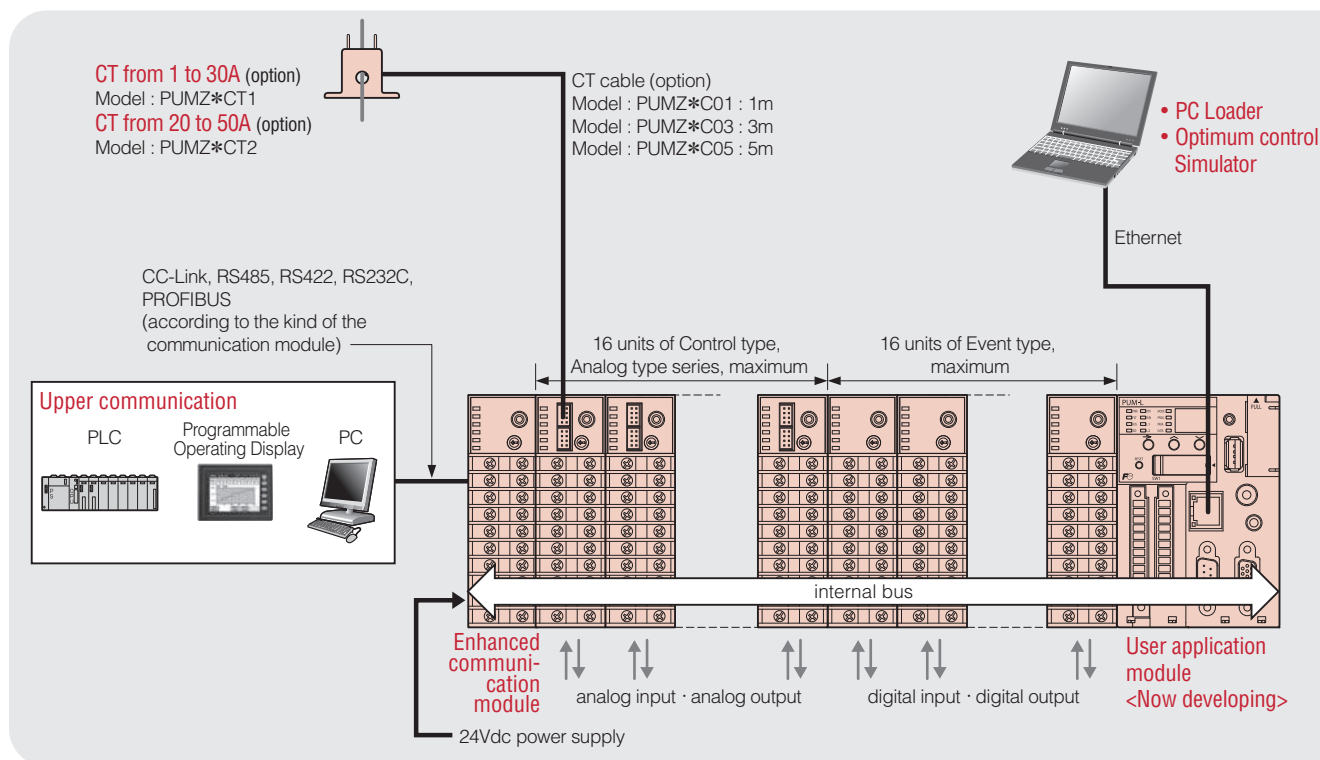 CT from 1 to 30A (option)
Model : PUMZ✱CT1
CT from 20 to 50A (option)
Model : PUMZ✱CT2
CT cable (option)
Model : PUMZ✱C01 : 1m
Model : PUMZ✱C03 : 3m
Model : PUMZ✱C05 : 5m
• PC Loader
• Optimum control
Simulator
Ethernet
CC-Link, RS485, RS422, RS232C,
PROFIBUS
(according to the kind of the
communication module)
16 units of Control type,
Analog type series, maximum
16 units of Event type,
maximum
Upper communication
PLC
Programmable
Operating Display
PC
PUM-L
PULL
SW1
internal bus
Enhanced
communi-
cation
module
analog input · analog output
digital input · digital output
User application
module
<Now developing>
24Vdc power supply